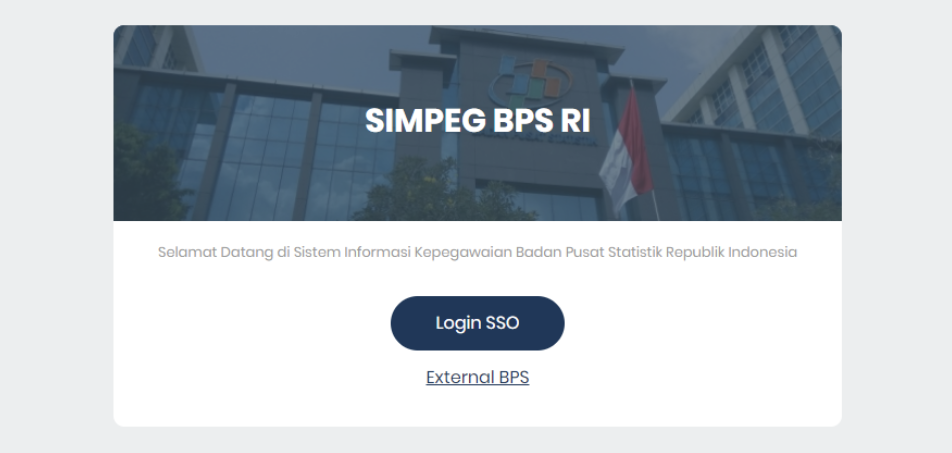 SIMPEG BPS RI
Selamat Datang di Sistem Informasi Kepegawaian Badan Pusat Statistik Republik Indonesia
Login SSO
External BPS